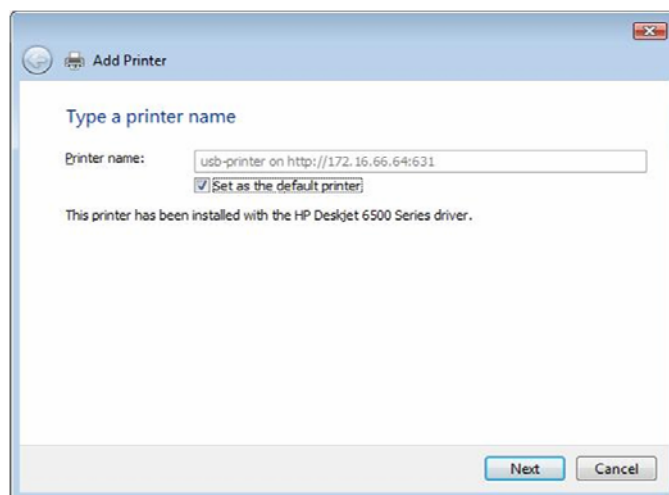 Add Printer
Type a printer name
Printer name:
usb-printer on http://172.16.66.64:631
Set as the default printer
This printer has been installed with the HP Deskjet 6500 Series driver.
Next
Cancel